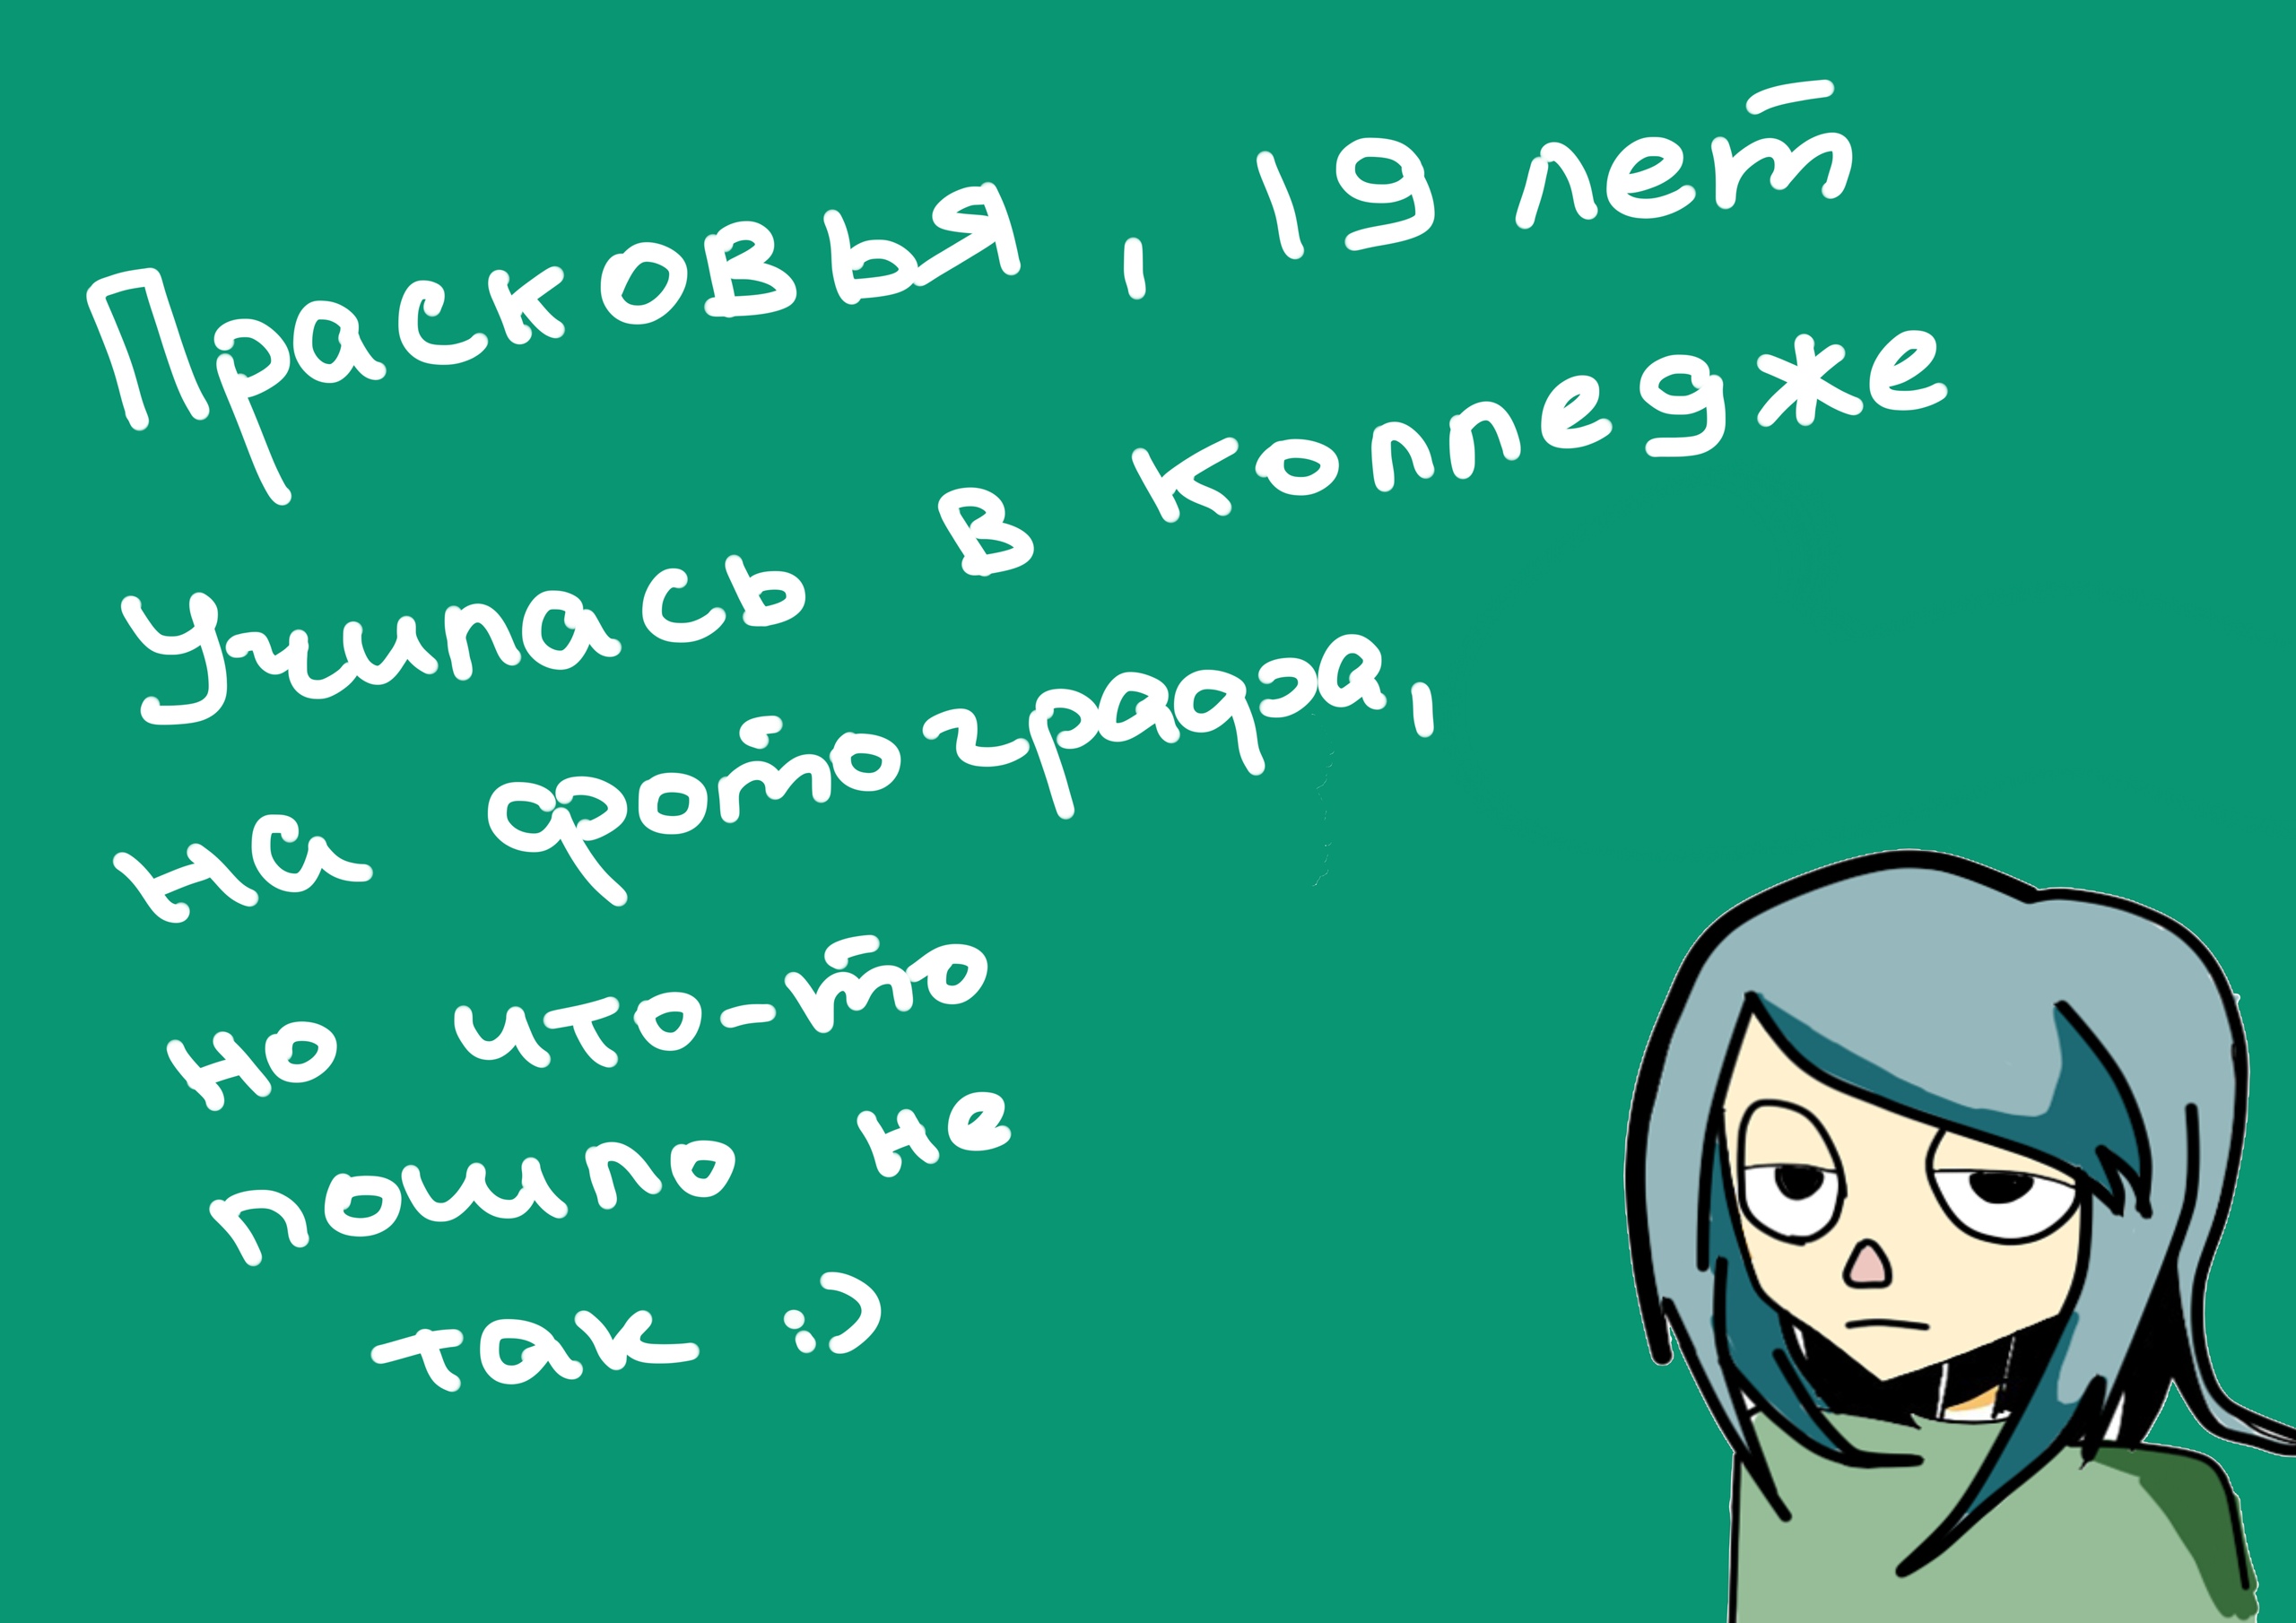 Прасковья, 19 лет
Училась в колледже
на фотографа,
но что-то
пошло не
так :)